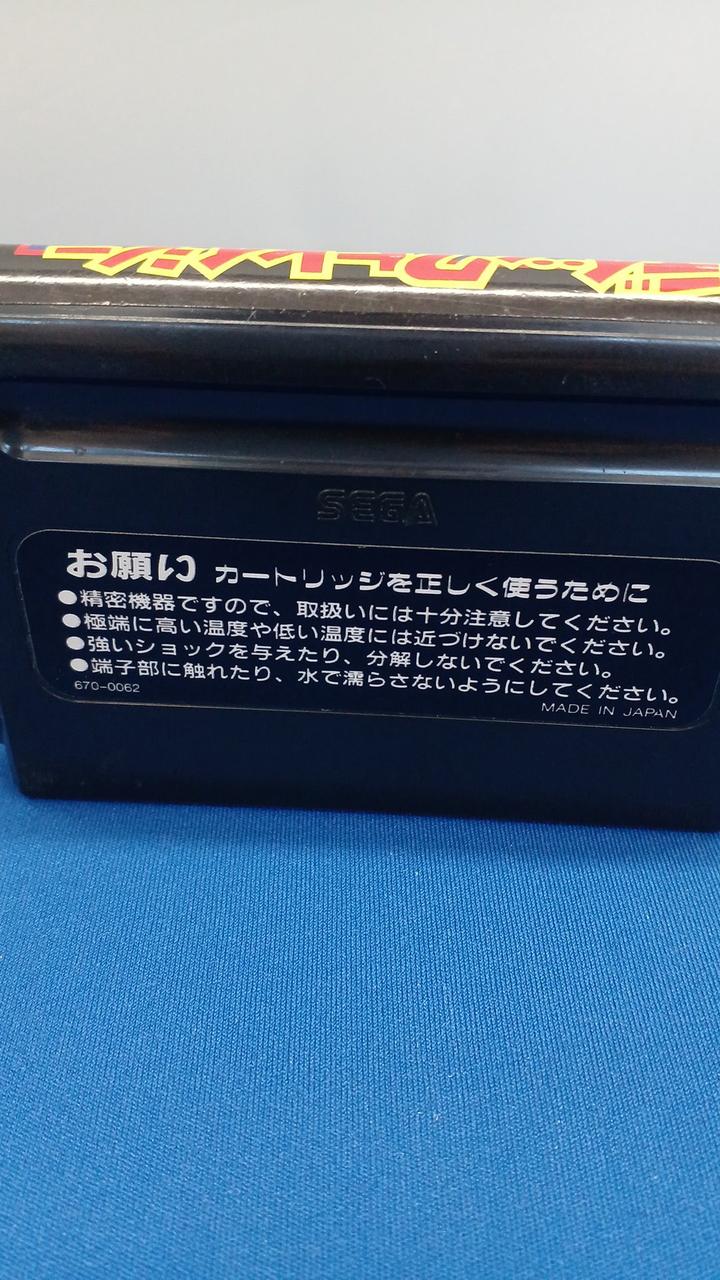 SEGA
お願い カートリッジを正しく使うために
●精密機器ですので、取扱いには十分注意してください。
●極端に高い温度や低い温度には近づけないでください。
●強いショックを与えたり、分解しないでください。
●端子部に触れたり、水で濡らさないようにしてください。
670-0062
MADE IN JAPAN